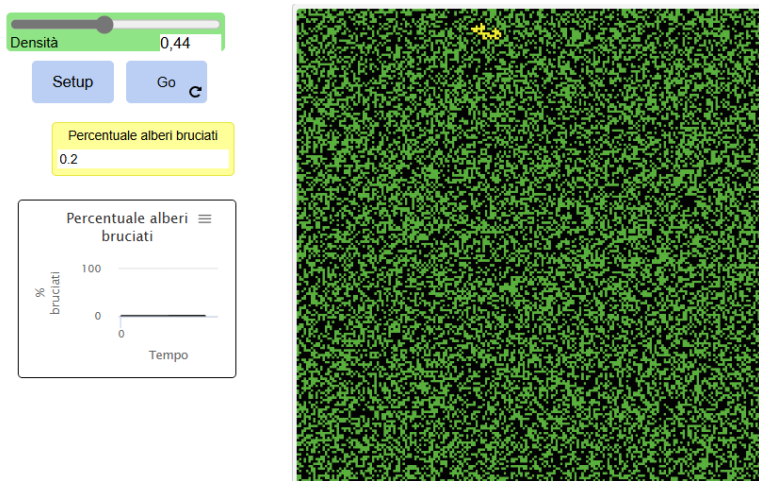 Densità 0,44
Setup
Go
Percentuale alberi bruciati
0.2
Percentuale alberi
bruciati
100
0
%
bruciati
0
Tempo